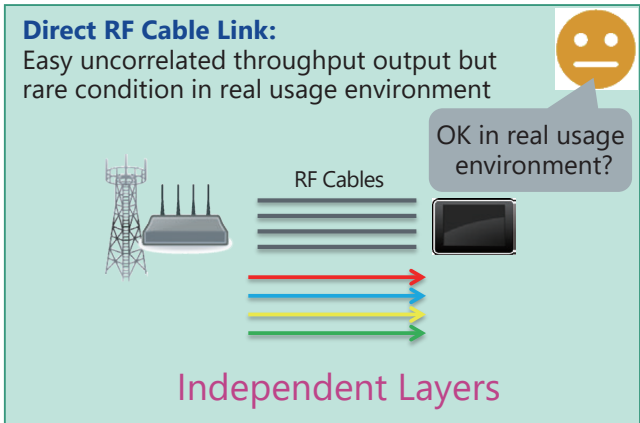 Direct RF Cable Link:
Easy uncorrelated throughput output but
rare condition in real usage environment
OK in real usage
environment?
RF Cables
Independent Layers